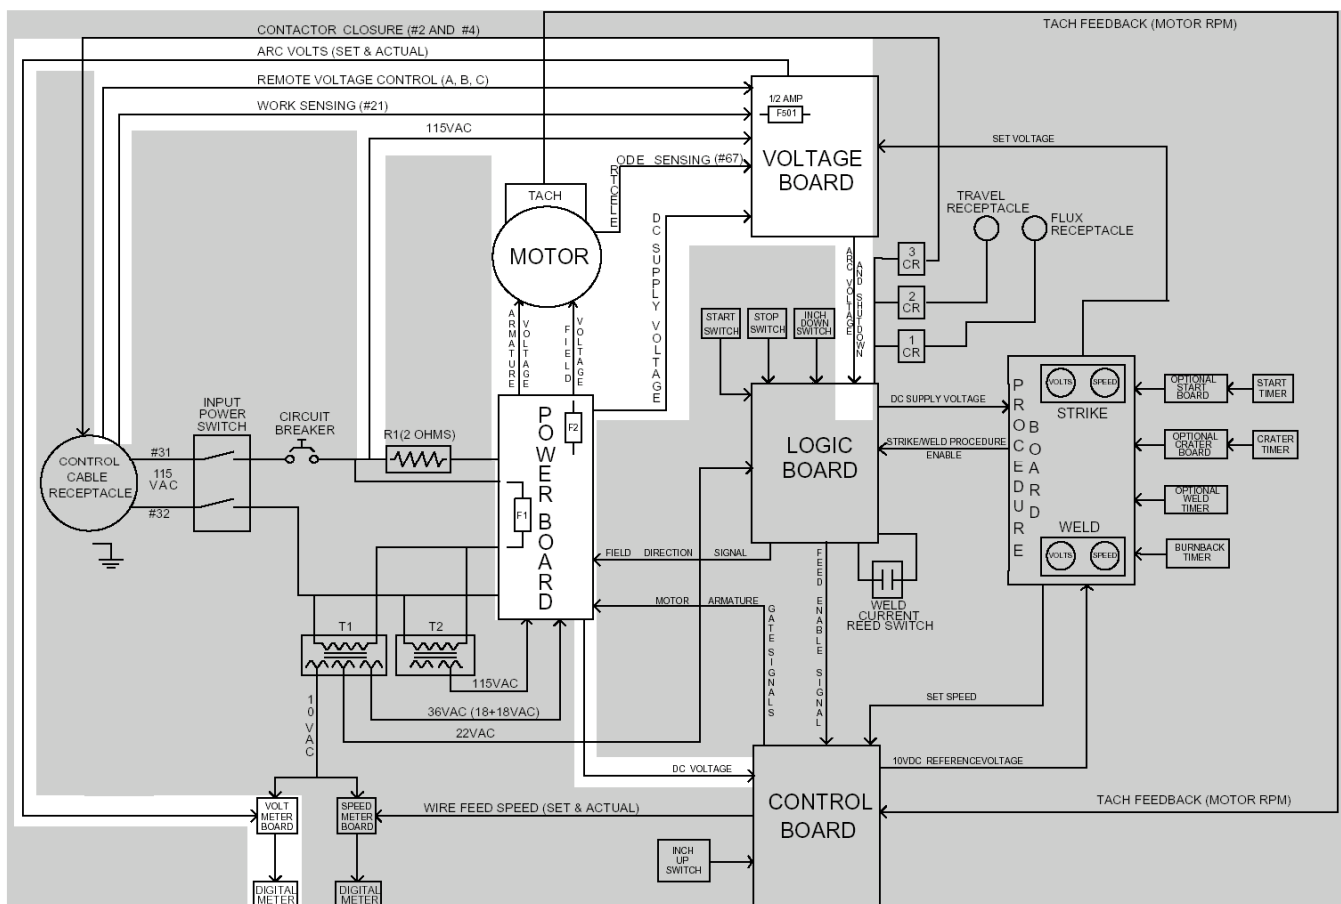 TACH FEEDBACK (MOTOR RPM)
CONTACTOR CLOSURE (#2 AND #4)
ARC VOLTS (SET & ACTUAL)
REMOTE VOLTAGE CONTROL (A, B, C)
WORK SENSING (#21)
115VAC
1/2 AMP
F501
VOLTAGE
BOARD
SET VOLTAGE
ODE SENSING (#67)
RTCELE
TACH
MOTOR
DC SUPPLY VOLTAGE
TRAVEL
RECEPTACLE
FLUX
RECEPTACLE
ARC VOLTAGE
AND SHUTDOWN
3
CR
2
CR
1
CR
START
SWITCH
STOP
SWITCH
INCH
DOWN
SWITCH
ARMATURE
VOLTAGE
FIELD
VOLTAGE
INPUT
POWER
SWITCH
CIRCUIT
BREAKER
R1(2 OHMS)
#31
115
VAC
#32
CONTROL
CABLE
RECEPTACLE
POWER BOARD
F2
F1
LOGIC
BOARD
DC SUPPLY VOLTAGE
STRIKE/WELD PROCEDURE
ENABLE
PROCEDURE
BOARD
VOLTS
SPEED
STRIKE
WELD
VOLTS
SPEED
OPTIONAL
START
BOARD
START
TIMER
OPTIONAL
CRATER
BOARD
CRATER
TIMER
OPTIONAL
WELD
TIMER
BURNBACK
TIMER
FIELD DIRECTION SIGNAL
MOTOR ARMATURE
GATE SIGNALS
FEED ENABLE SIGNAL
WELD
CURRENT
REED SWITCH
T1
T2
115VAC
36VAC (18+18VAC)
22VAC
10 VAC
SET SPEED
10VDC REFERENCEVOLTAGE
DC VOLTAGE
VOLT
METER
BOARD
SPEED
METER
BOARD
WIRE FEED SPEED (SET & ACTUAL)
CONTROL
BOARD
TACH FEEDBACK (MOTOR RPM)
INCH
UP
SWITCH
DIGITAL
METER
DIGITAL
METER